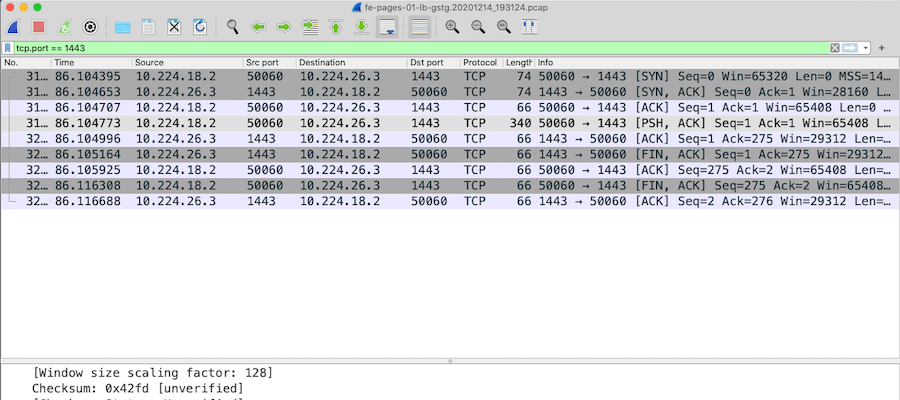 fe-pages-01-lb-gstg.20201214_193124.pcap
tcp.port == 1443
No. Time Source Src port Destination Dst port Protocol Length Info
31… 86.104395 10.224.18.2 50060 10.224.26.3 1443 TCP 74 50060 → 1443 [SYN] Seq=0 Win=65320 Len=0 MSS=14…
31… 86.104653 10.224.26.3 1443 10.224.18.2 50060 TCP 74 1443 → 50060 [SYN, ACK] Seq=0 Ack=1 Win=28160 L…
31… 86.104707 10.224.18.2 50060 10.224.26.3 1443 TCP 66 50060 → 1443 [ACK] Seq=1 Ack=1 Win=65408 Len=0 …
31… 86.104773 10.224.18.2 50060 10.224.26.3 1443 TCP 340 50060 → 1443 [PSH, ACK] Seq=1 Ack=1 Win=65408 L…
32… 86.104996 10.224.26.3 1443 10.224.18.2 50060 TCP 66 1443 → 50060 [ACK] Seq=1 Ack=275 Win=29312 Len=…
32… 86.105164 10.224.26.3 1443 10.224.18.2 50060 TCP 66 1443 → 50060 [FIN, ACK] Seq=1 Ack=275 Win=29312…
32… 86.105925 10.224.18.2 50060 10.224.26.3 1443 TCP 66 50060 → 1443 [ACK] Seq=275 Ack=2 Win=65408 Len=…
32… 86.116308 10.224.18.2 50060 10.224.26.3 1443 TCP 66 50060 → 1443 [FIN, ACK] Seq=275 Ack=2 Win=65408…
32… 86.116688 10.224.26.3 1443 10.224.18.2 50060 TCP 66 1443 → 50060 [ACK] Seq=2 Ack=276 Win=29312 Len=…
[Window size scaling factor: 128]
Checksum: 0x42fd [unverified]